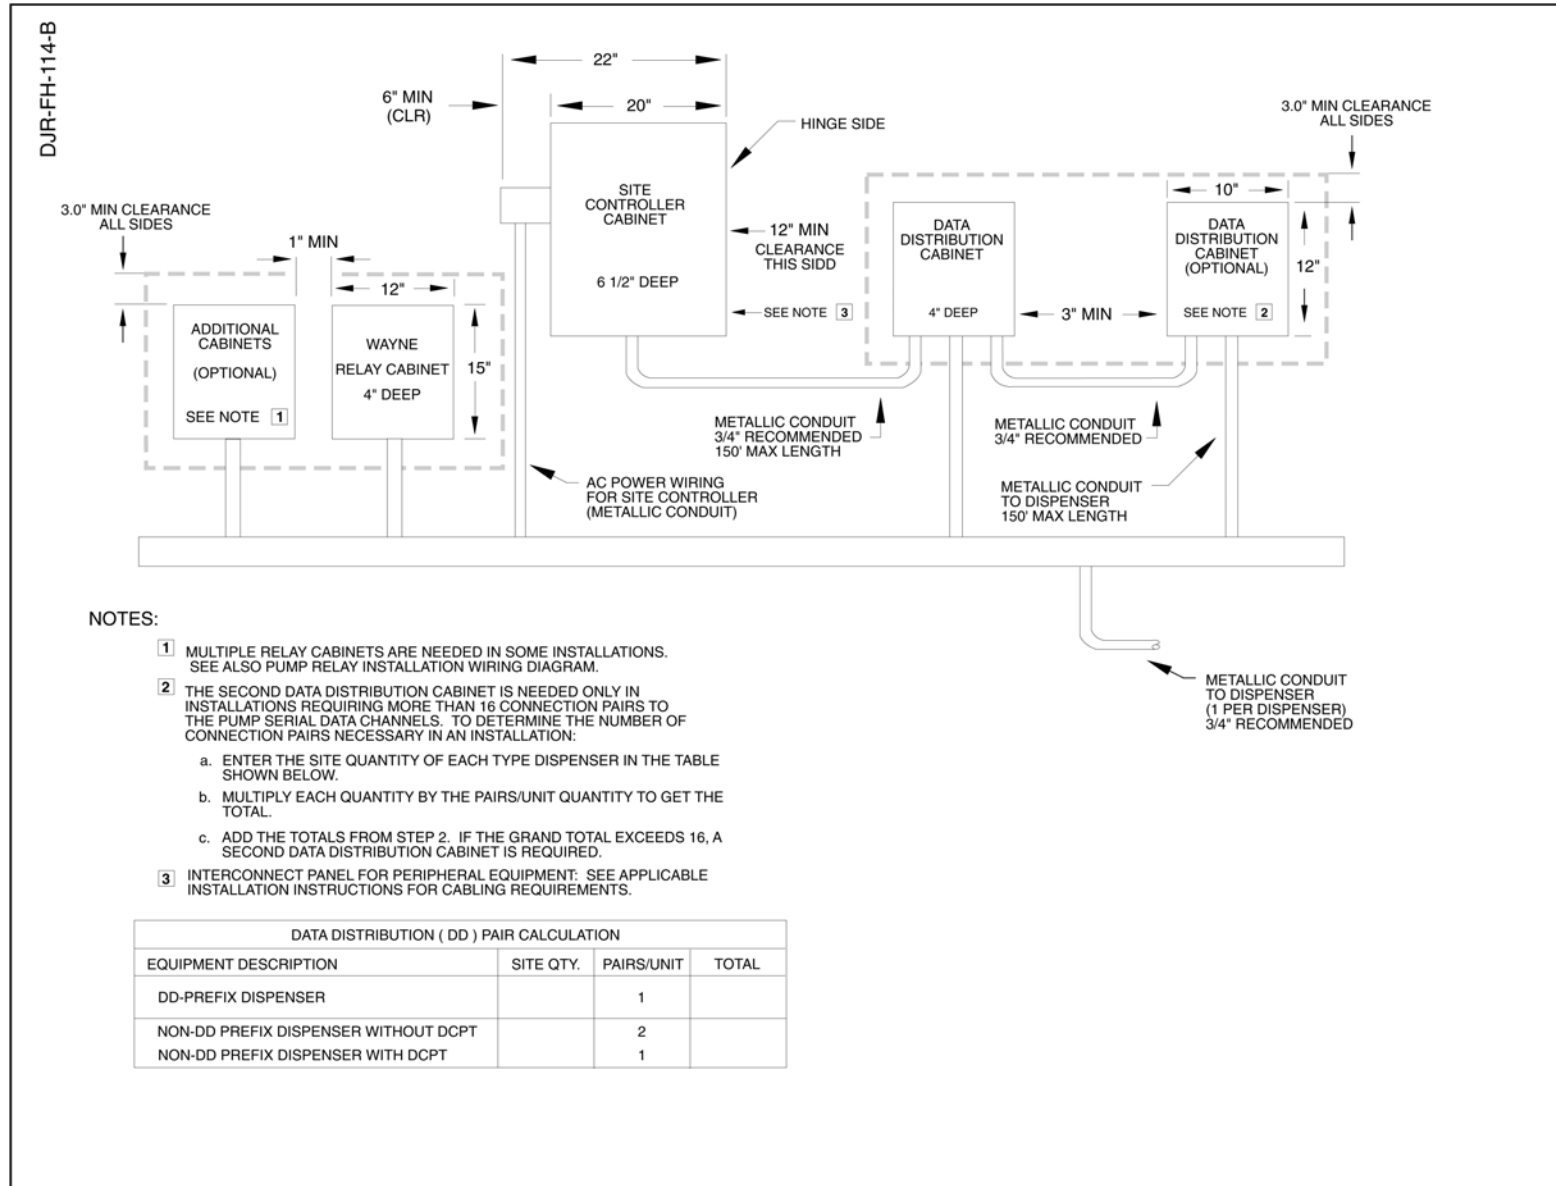 DJR-FH-114-B
22"
6" MIN
(CLR)
20"
HINGE SIDE
3.0" MIN CLEARANCE
ALL SIDES
SITE
CONTROLLER
CABINET
6 1/2" DEEP
12" MIN
CLEARANCE
THIS SIDD
SEE NOTE 3
3.0" MIN CLEARANCE
ALL SIDES
1" MIN
12"
ADDITIONAL
CABINETS
(OPTIONAL)
SEE NOTE 1
WAYNE
RELAY CABINET
4" DEEP
15"
DATA
DISTRIBUTION
CABINET
4" DEEP
3" MIN
10"
DATA
DISTRIBUTION
CABINET
(OPTIONAL)
SEE NOTE 2
12"
METALLIC CONDUIT
3/4" RECOMMENDED
150' MAX LENGTH
METALLIC CONDUIT
3/4" RECOMMENDED
AC POWER WIRING
FOR SITE CONTROLLER
(METALLIC CONDUIT)
METALLIC CONDUIT
TO DISPENSER
150' MAX LENGTH
METALLIC CONDUIT
TO DISPENSER
(1 PER DISPENSER)
3/4" RECOMMENDED
NOTES:
1 MULTIPLE RELAY CABINETS ARE NEEDED IN SOME INSTALLATIONS.
SEE ALSO PUMP RELAY INSTALLATION WIRING DIAGRAM.
2 THE SECOND DATA DISTRIBUTION CABINET IS NEEDED ONLY IN
INSTALLATIONS REQUIRING MORE THAN 16 CONNECTION PAIRS TO
THE PUMP SERIAL DATA CHANNELS. TO DETERMINE THE NUMBER OF
CONNECTION PAIRS NECESSARY IN AN INSTALLATION:
a. ENTER THE SITE QUANTITY OF EACH TYPE DISPENSER IN THE TABLE
SHOWN BELOW.
b. MULTIPLY EACH QUANTITY BY THE PAIRS/UNIT QUANTITY TO GET THE
TOTAL.
c. ADD THE TOTALS FROM STEP 2. IF THE GRAND TOTAL EXCEEDS 16, A
SECOND DATA DISTRIBUTION CABINET IS REQUIRED.
3 INTERCONNECT PANEL FOR PERIPHERAL EQUIPMENT: SEE APPLICABLE
INSTALLATION INSTRUCTIONS FOR CABLING REQUIREMENTS.
DATA DISTRIBUTION ( DD ) PAIR CALCULATION
EQUIPMENT DESCRIPTION SITE QTY. PAIRS/UNIT TOTAL
DD-PREFIX DISPENSER 1
NON-DD PREFIX DISPENSER WITHOUT DCPT 2
NON-DD PREFIX DISPENSER WITH DCPT 1